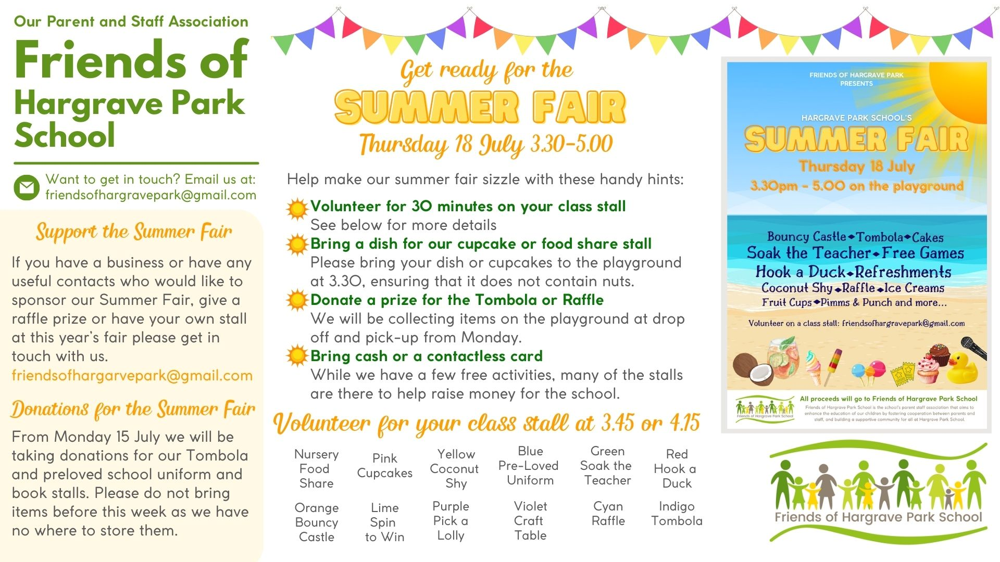 Our Parent and Staff Association
Friends of
Hargrave Park
School
Want to get in touch? Email us at:
friendsofhargravepark@gmail.com
Support the Summer Fair
If you have a business or have any
useful contacts who would like to
sponsor our Summer Fair, give a
raffle prize or have your own stall
at this year's fair please get in
touch with us.
friendsofhargarvepark@gmail.com
Donations for the Summer Fair
From Monday 15 July we will be
taking donations for our Tombola
and preloved school uniform and
book stalls. Please do not bring
items before this week as we have
no where to store them.
Get ready for the
SUMMER FAIR
Thursday 18 July 3.30-5.00
Help make our summer fair sizzle with these handy hints:
Volunteer for 30 minutes on your class stall
See below for more details
Bring a dish for our cupcake or food share stall
Please bring your dish or cupcakes to the playground
at 3.30, ensuring that it does not contain nuts.
Donate a prize for the Tombola or Raffle
We will be collecting items on the playground at drop
off and pick-up from Monday.
Bring cash or a contactless card
While we have a few free activities, many of the stalls
are there to help raise money for the school.
Volunteer for your class stall at 3.45 or 4.15
Nursery
Food
Share
Pink
Cupcakes
Yellow
Coconut
Shy
Blue
Pre-Loved
Uniform
Green
Soak the
Teacher
Red
Hook a
Duck
Orange
Bouncy
Castle
Lime
Spin
to Win
Purple
Pick a
Lolly
Violet
Craft
Table
Cyan
Raffle
Indigo
Tombola
FRIENDS OF HARGRAVE PARK
PRESENTS
HARGRAVE PARK SCHOOL'S
SUMMER FAIR
Thursday 18 July
3.30pm - 5.00 on the playground
Bouncy Castle◆Tombola◆Cakes
Soak the Teacher◆Free Games
Hook a Duck◆Refreshments
Coconut Shy◆Raffle◆Ice Creams
Fruit Cups◆Pimms & Punch and more...
Volunteer on a class stall: friendsofhargravepark@gmail.com
Friends of Hargrave Park School
All proceeds will go to Friends of Hargrave Park School
Friends of Hargrave Park School is the school's parent staff association that aims to
enhance the education of our children by fostering cooperation between parents and
staff, and building a supportive community for all at Hargrave Park School.
Friends of Hargrave Park School